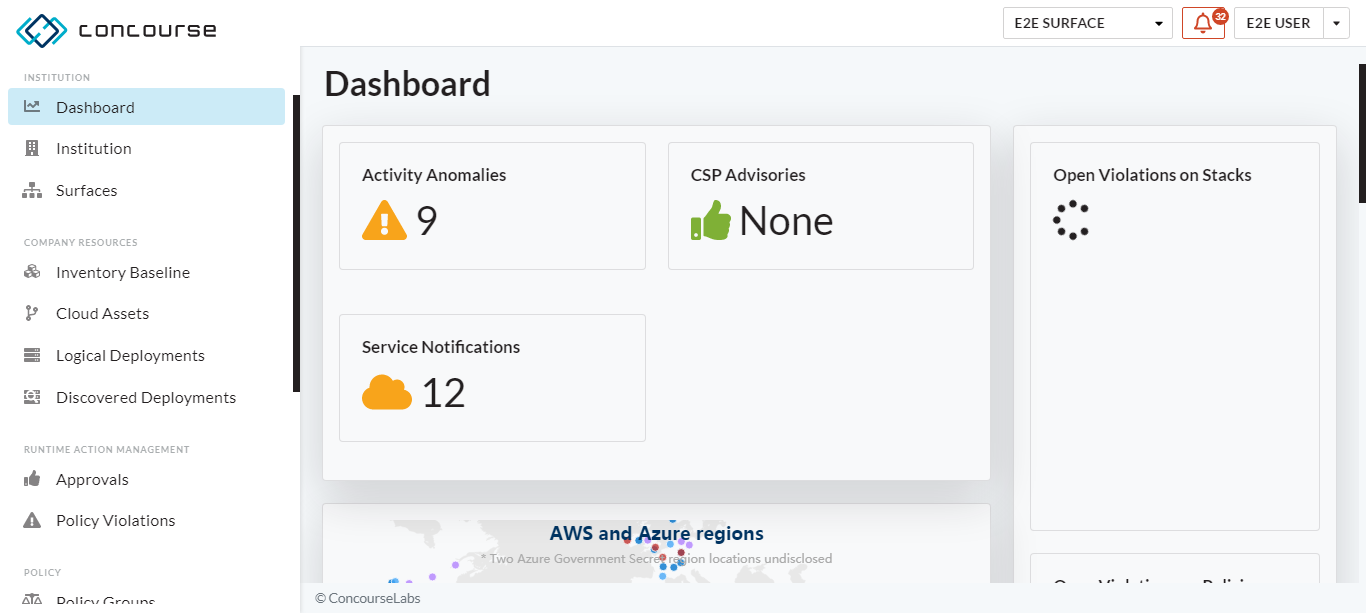 concourse
E2E SURFACE
32
E2E USER
INSTITUTION
Dashboard
Institution
Surfaces
COMPANY RESOURCES
Inventory Baseline
Cloud Assets
Logical Deployments
Discovered Deployments
RUNTIME ACTION MANAGEMENT
Approvals
Policy Violations
POLICY
Policy Groups
Dashboard
Activity Anomalies
9
CSP Advisories
None
Service Notifications
12
Open Violations on Stacks
AWS and Azure regions
* Two Azure Government Secret region locations undisclosed
Open Violations on Policies
© ConcourseLabs